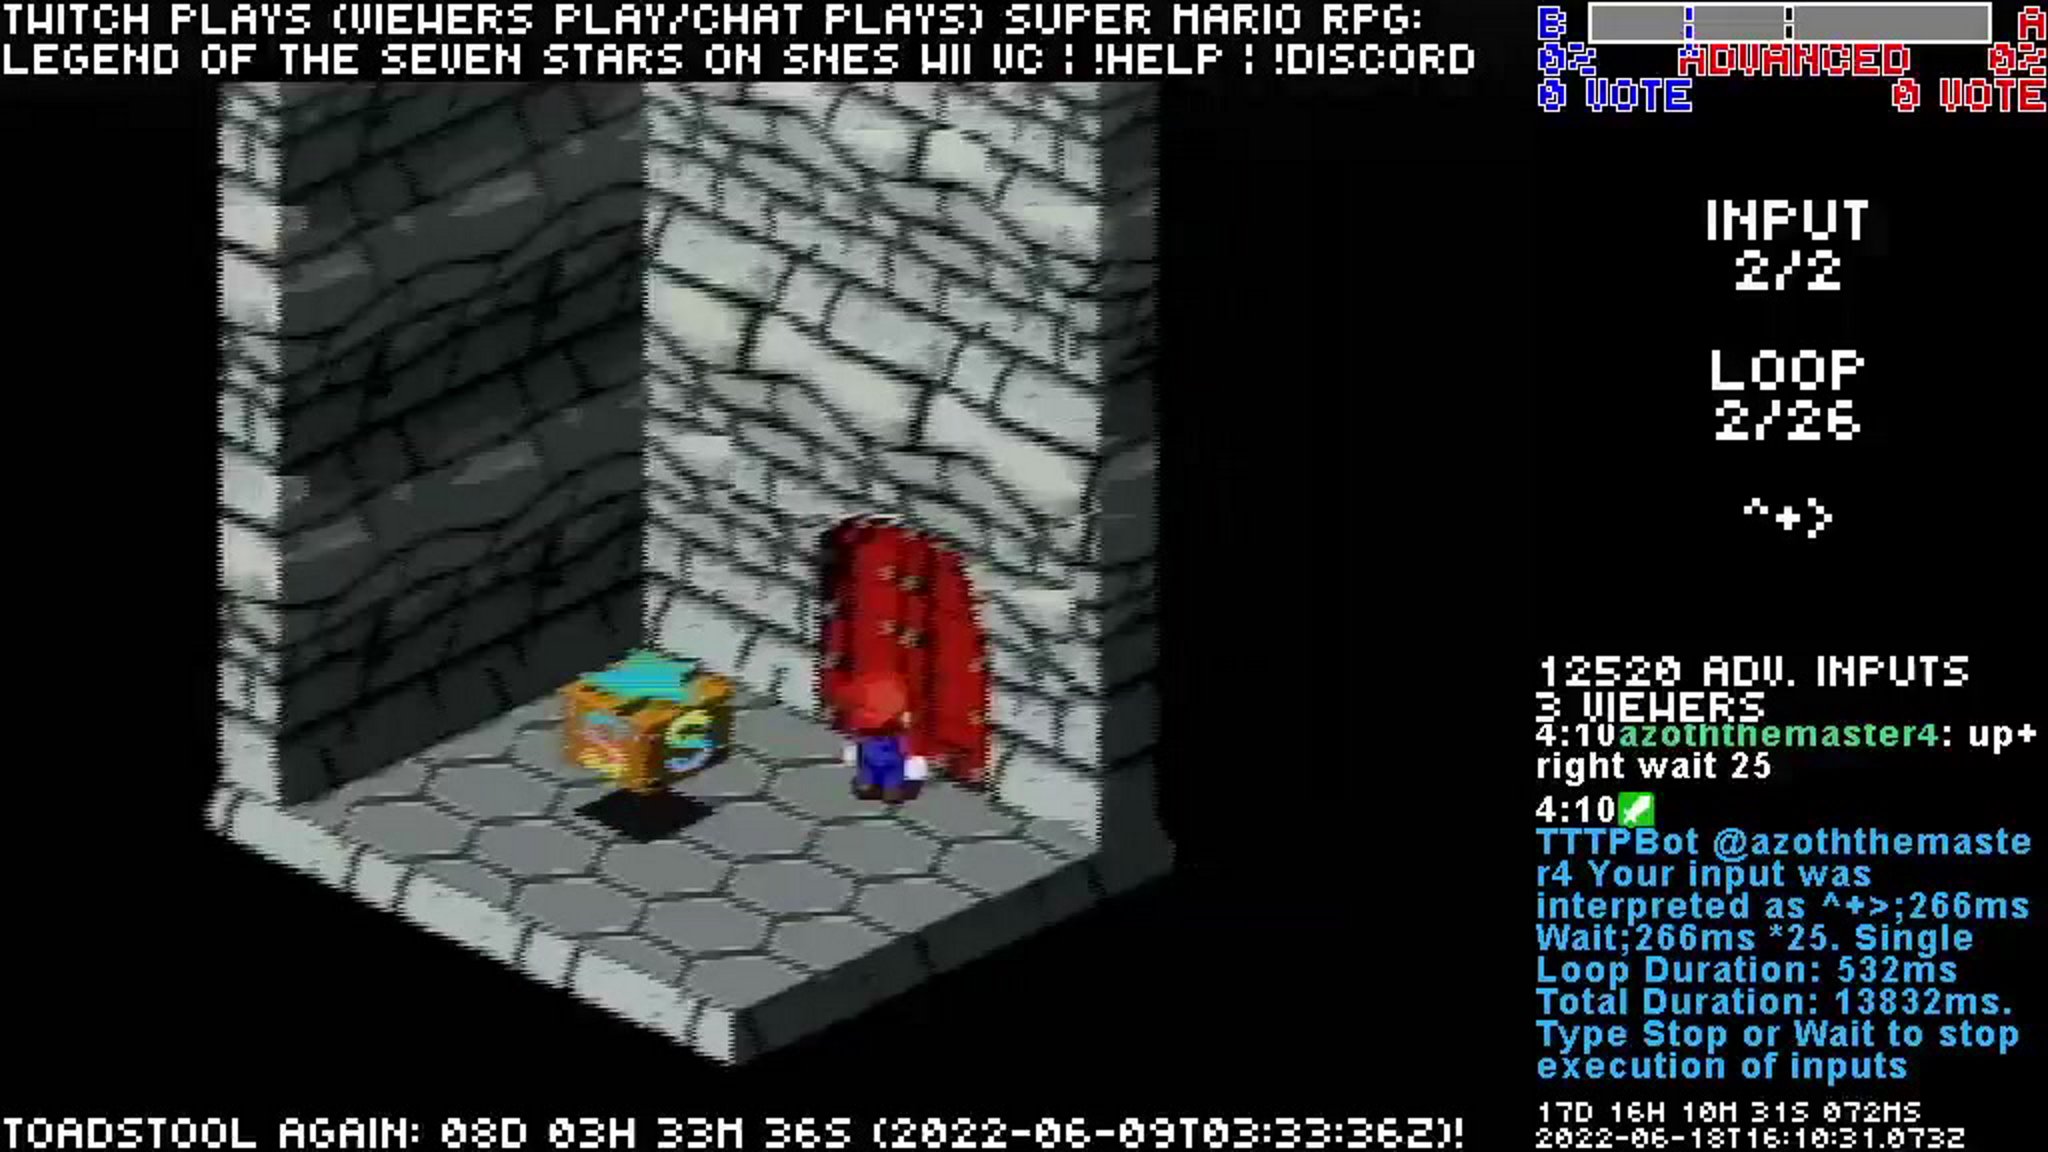 TWITCH PLAYS (VIEWERS PLAY/CHAT PLAYS) SUPER MARIO RPG:
LEGEND OF THE SEVEN STARS ON SNES WII VC | !HELP | !DISCORD
B A
0% ADVANCED 0%
0 VOTE 0 VOTE
INPUT
2/2
LOOP
2/26
^+>
12520 ADV. INPUTS
3 VIEWERS
4:10azoththemaster4: up+
right wait 25
4:10
TTTPBot @azoththemaste
r4 Your input was
interpreted as ^+>;266ms
Wait;266ms *25. Single
Loop Duration: 532ms
Total Duration: 13832ms.
Type Stop or Wait to stop
execution of inputs
17D 16H 10M 31S 072MS
2022-06-18T16:10:31.073Z
TOADSTOOL AGAIN: 08D 03H 33M 36S (2022-06-09T03:33:36Z)!
S S